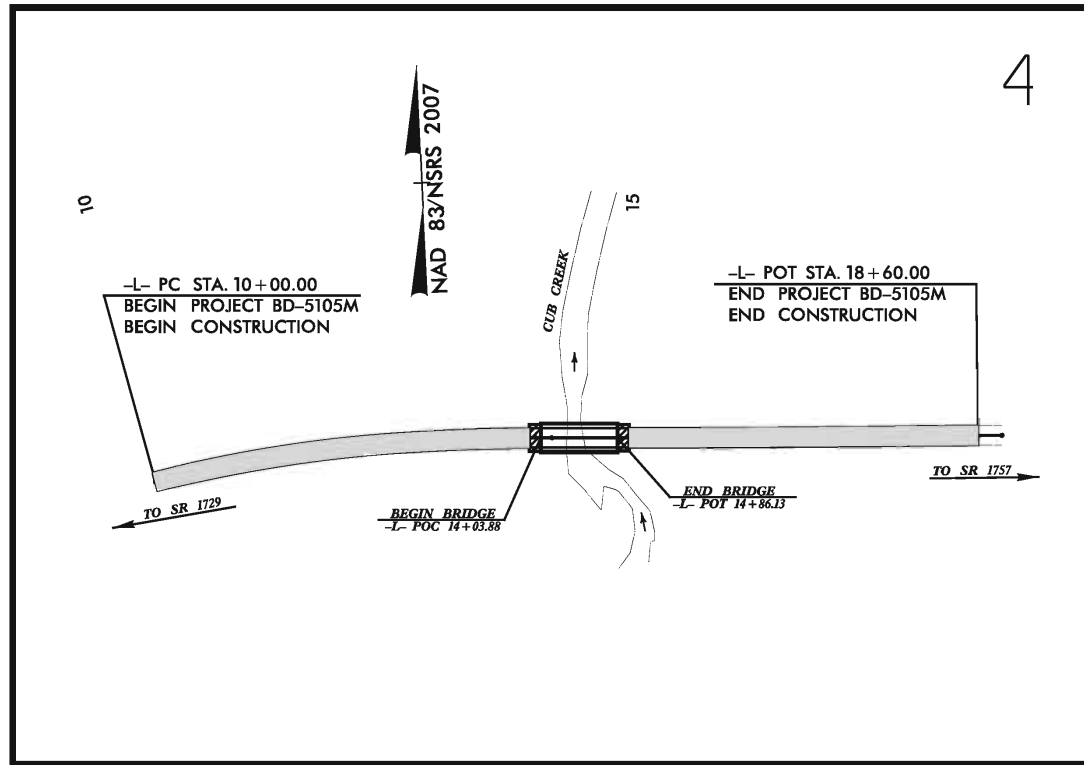 4
NAD 83/NSRS 2007
10
15
-L- PC STA. 10+00.00
BEGIN PROJECT BD-5105M
BEGIN CONSTRUCTION
CUB CREEK
-L- POT STA. 18+60.00
END PROJECT BD-5105M
END CONSTRUCTION
TO SR 1729
BEGIN BRIDGE
-L- POC 14+03.88
END BRIDGE
-L- POT 14+86.13
TO SR 1757